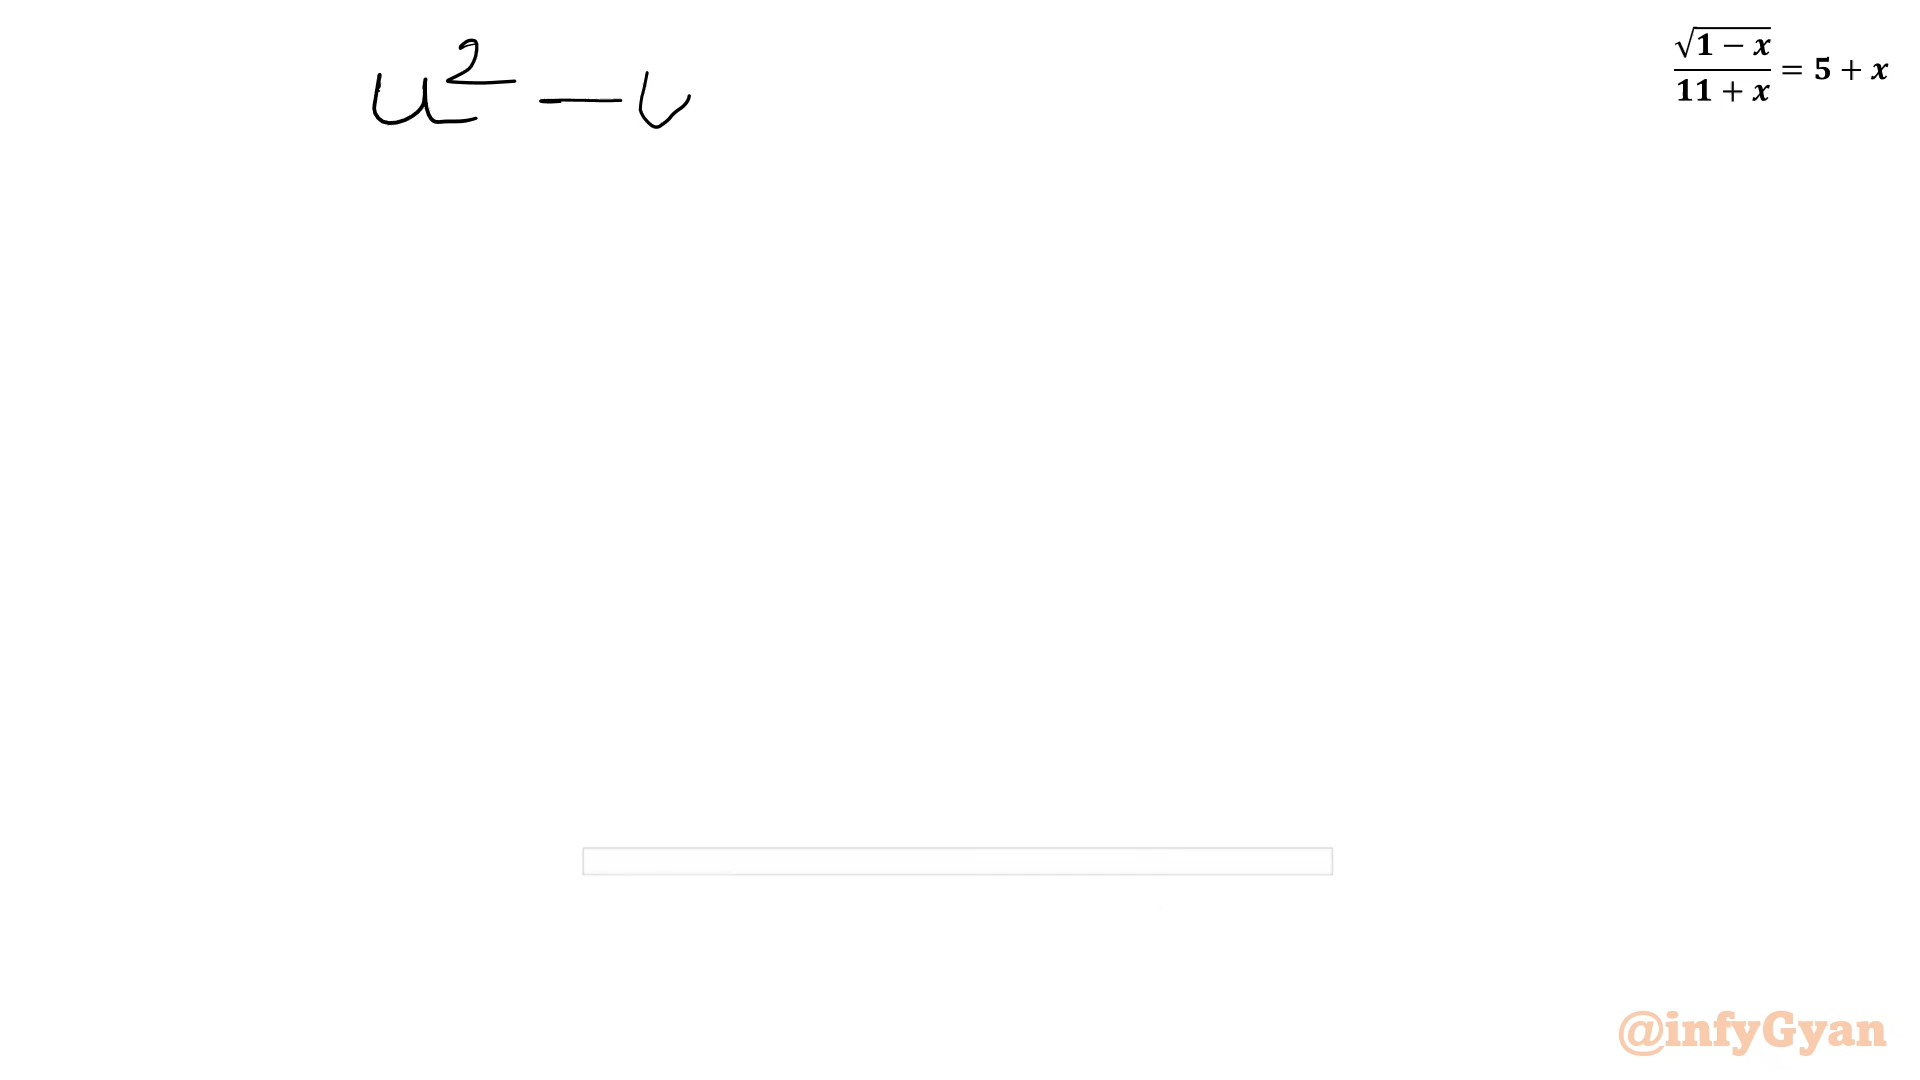 u² − u
√(1 − x) / (11 + x) = 5 + x
@infyGyan